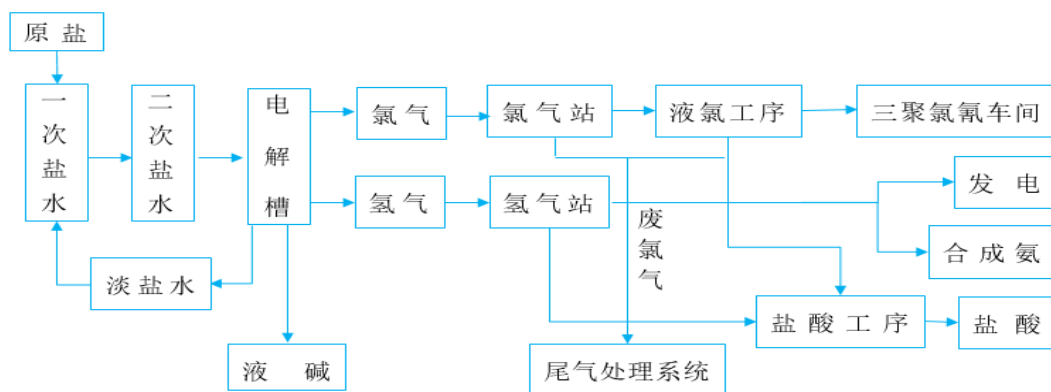 原盐
一次盐水
二次盐水
电解槽
氯气
氯气站
液氯工序
三聚氯氰车间
氢气
氢气站
发电
合成氨
废氯气
淡盐水
盐酸工序
盐酸
液碱
尾气处理系统